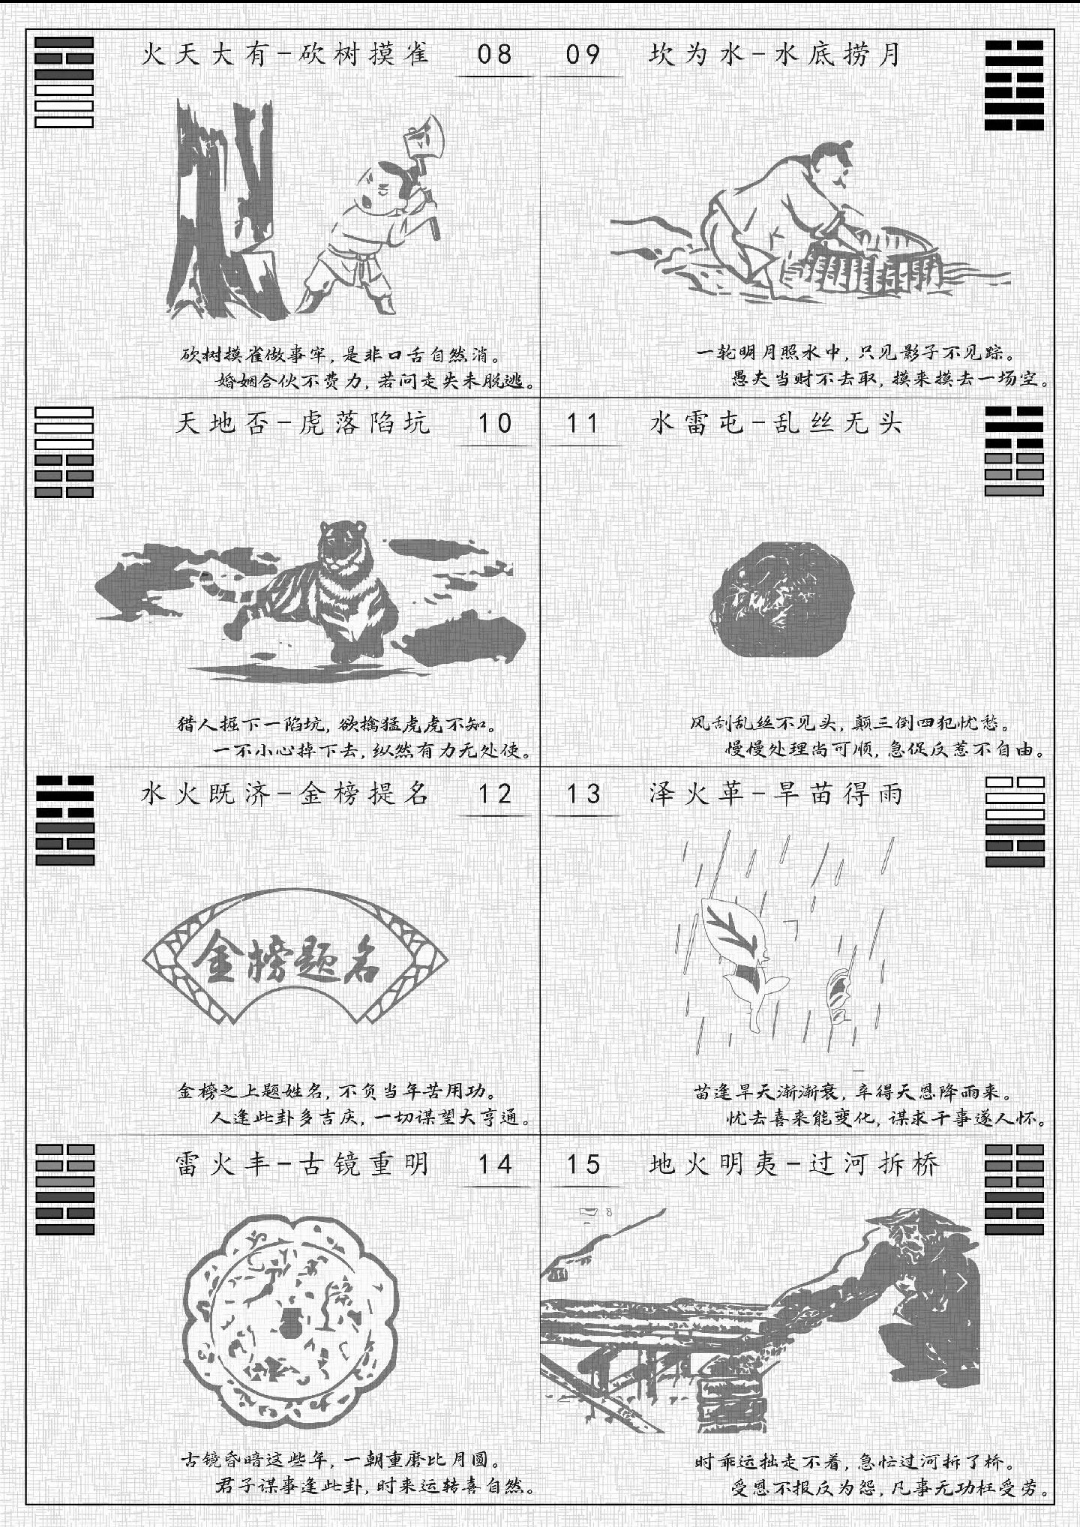 火天大有-砍树摸雀 08
砍树摸雀做事牢,是非口舌自然消。
婚姻合伙不费力,若问走失未脱逃。
09 坎为水-水底捞月
一轮明月照水中,只见影子不见踪。
愚夫当财不去取,摸来摸去一场空。
天地否-虎落陷坑 10
猎人掘下一陷坑,欲擒猛虎虎不知。
一不小心掉下去,纵然有力无处使。
11 水雷屯-乱丝无头
风刮乱丝不见头,颠三倒四犯忧愁。
慢慢处理尚可顺,急促反惹不自由。
水火既济-金榜提名 12
金榜题名
金榜之上题姓名,不负当年苦用功。
人逢此卦多吉庆,一切谋望大亨通。
13 泽火革-旱苗得雨
苗逢旱天渐渐衰,幸得天恩降雨来。
忧去喜来能变化,谋求干事遂人怀。
雷火丰-古镜重明 14
古镜昏暗这些年,一朝重磨比月圆。
君子谋事逢此卦,时来运转喜自然。
15 地火明夷-过河拆桥
时乖运拙走不着,急忙过河拆了桥。
受恩不报反为怨,凡事无功枉受劳。